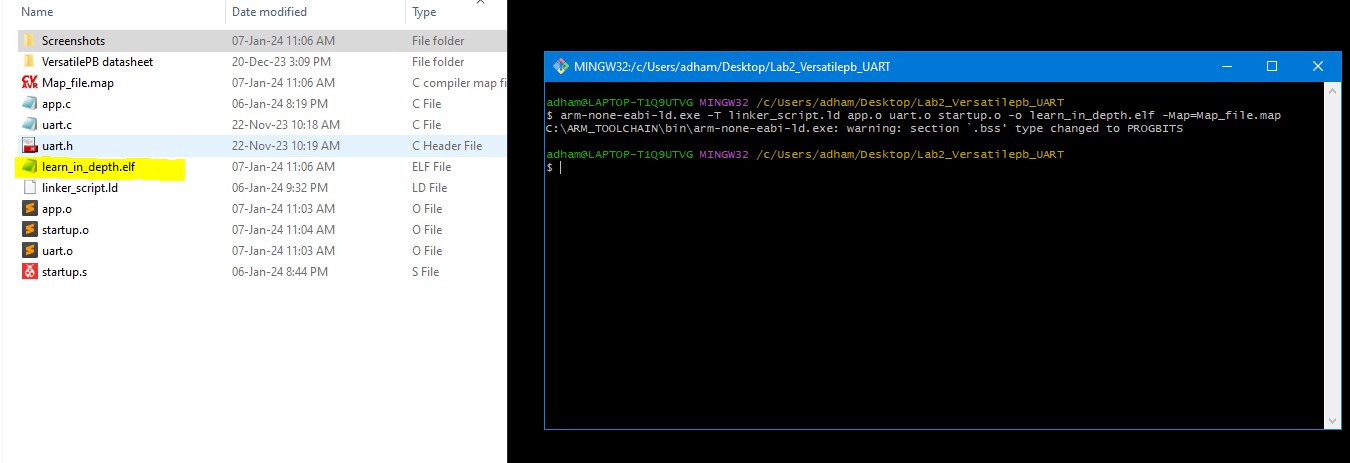 Name Date modified Type
Screenshots 07-Jan-24 11:06 AM File folder
VersatilePB datasheet 20-Dec-23 3:09 PM File folder
Map_file.map 07-Jan-24 11:06 AM C compiler map fi
app.c 06-Jan-24 8:19 PM C File
uart.c 22-Nov-23 10:18 AM C File
uart.h 22-Nov-23 10:19 AM C Header File
learn_in_depth.elf 07-Jan-24 11:06 AM ELF File
linker_script.ld 06-Jan-24 9:32 PM LD File
app.o 07-Jan-24 11:03 AM O File
startup.o 07-Jan-24 11:04 AM O File
uart.o 07-Jan-24 11:03 AM O File
startup.s 06-Jan-24 8:44 PM S File
MINGW32:/c/Users/adham/Desktop/Lab2_Versatilepb_UART
adham@LAPTOP-T1Q9UTVG MINGW32 /c/Users/adham/Desktop/Lab2_Versatilepb_UART
$ arm-none-eabi-ld.exe -T linker_script.ld app.o uart.o startup.o -o learn_in_depth.elf -Map=Map_file.map
C:\ARM_TOOLCHAIN\bin\arm-none-eabi-ld.exe: warning: section `.bss' type changed to PROGBITS
adham@LAPTOP-T1Q9UTVG MINGW32 /c/Users/adham/Desktop/Lab2_Versatilepb_UART
$